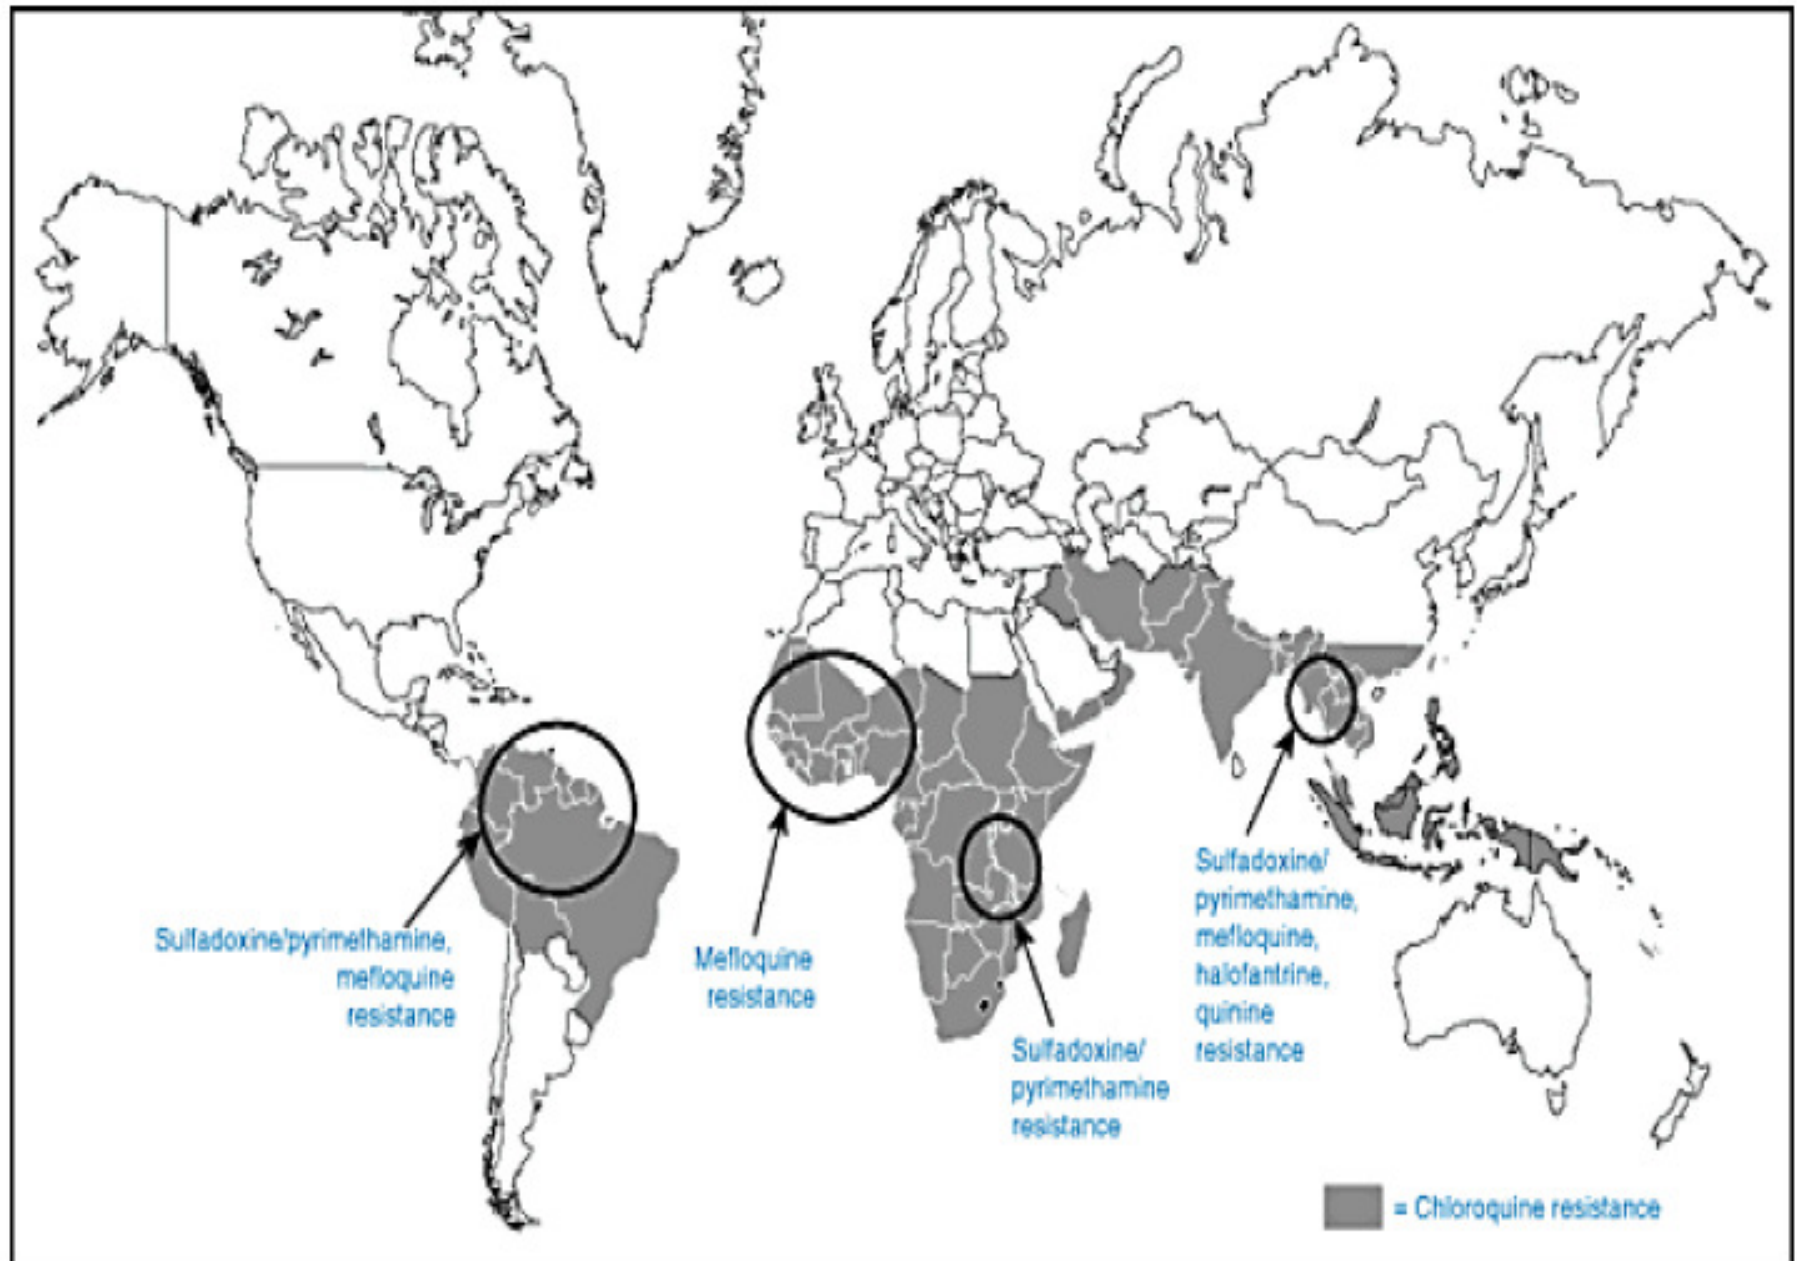 Sulfadoxine/pyrimethamine,
mefloquine
resistance
Mefloquine
resistance
Sulfadoxine/
pyrimethamine
resistance
Sulfadoxine/
pyrimethamine,
mefloquine,
halofantrine,
quinine
resistance
= Chloroquine resistance